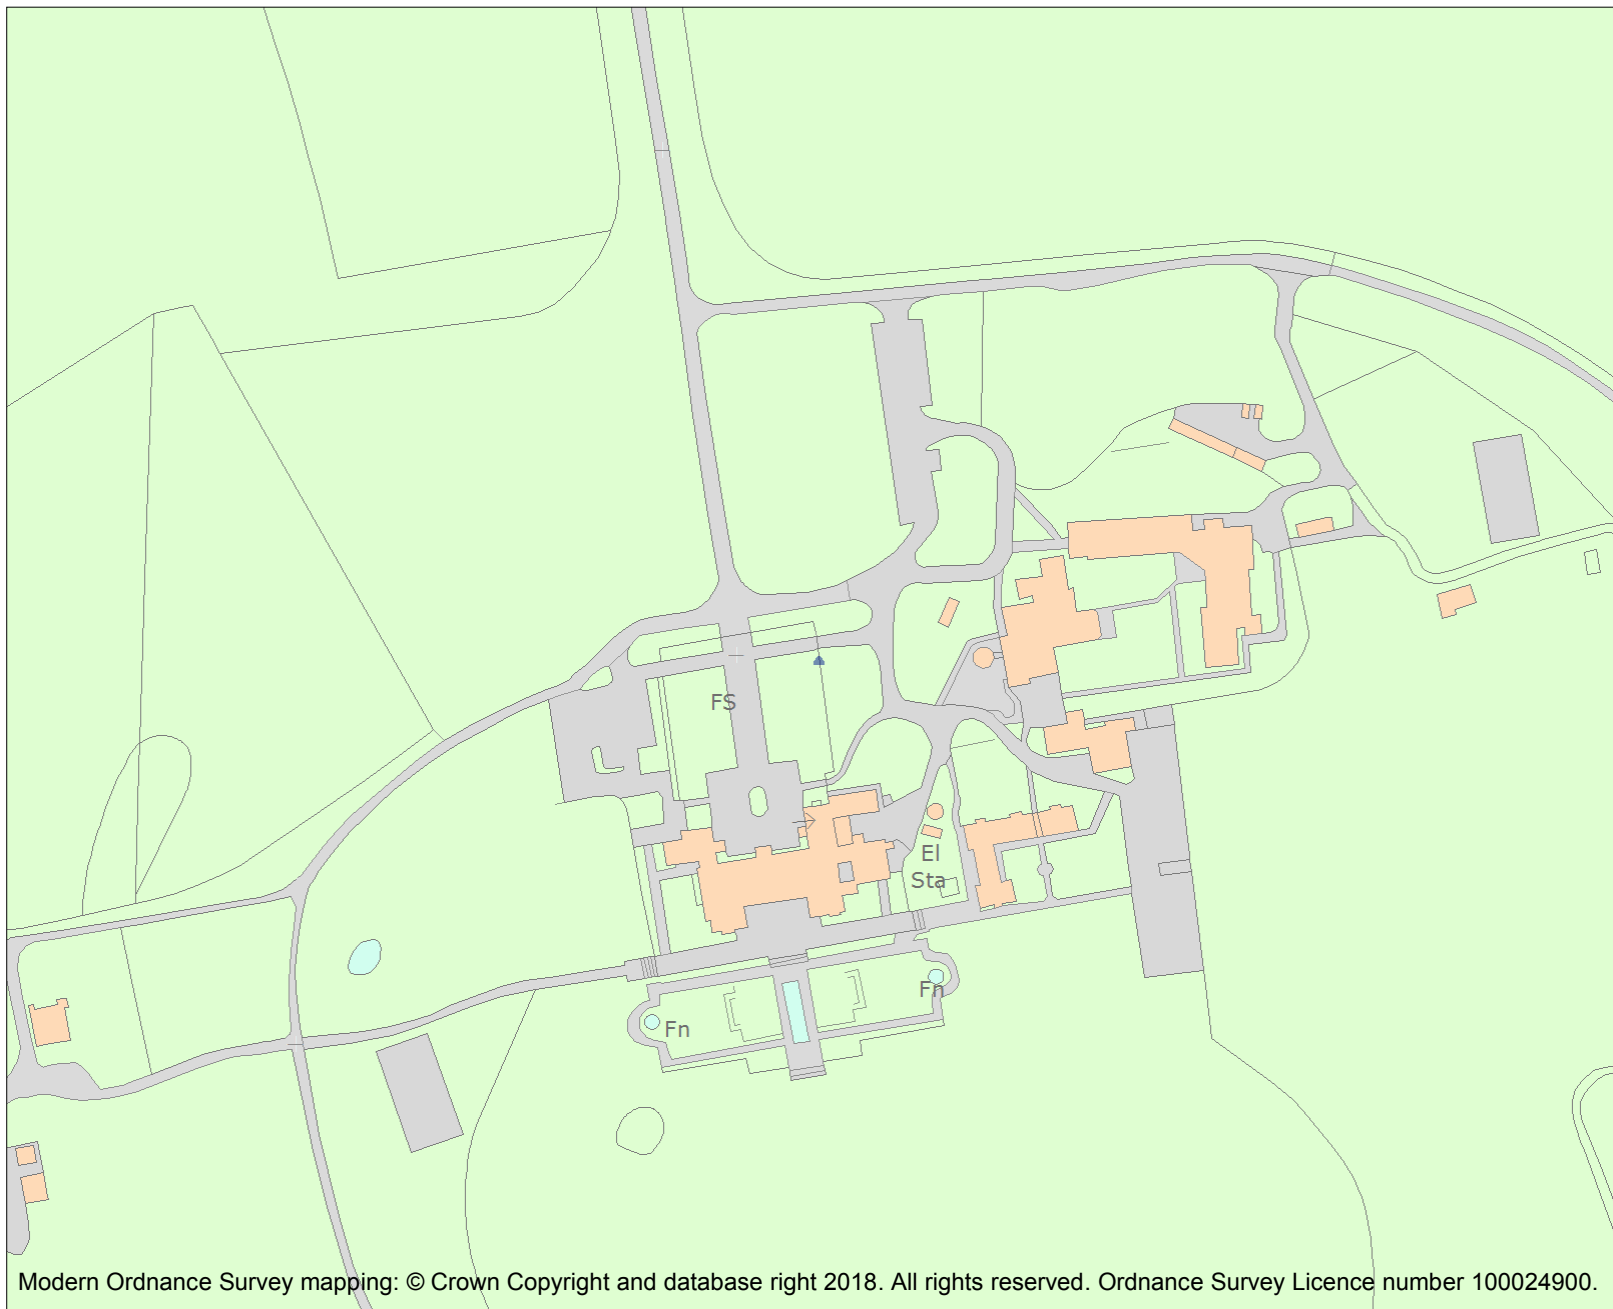 FS
El
Sta
Fn
Fn
Modern Ordnance Survey mapping: © Crown Copyright and database right 2018. All rights reserved. Ordnance Survey Licence number 100024900.